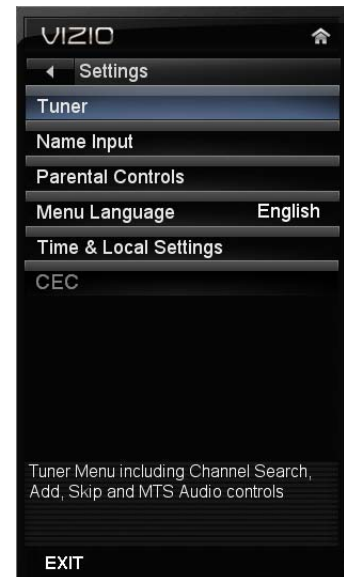 VIZIO
Settings
Tuner
Name Input
Parental Controls
Menu Language English
Time & Local Settings
CEC
Tuner Menu including Channel Search,
Add, Skip and MTS Audio controls
EXIT